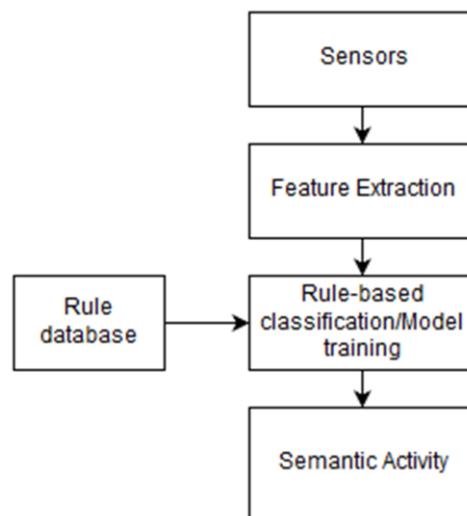 Sensors
Feature Extraction
Rule
database
Rule-based
classification/Model
training
Semantic Activity